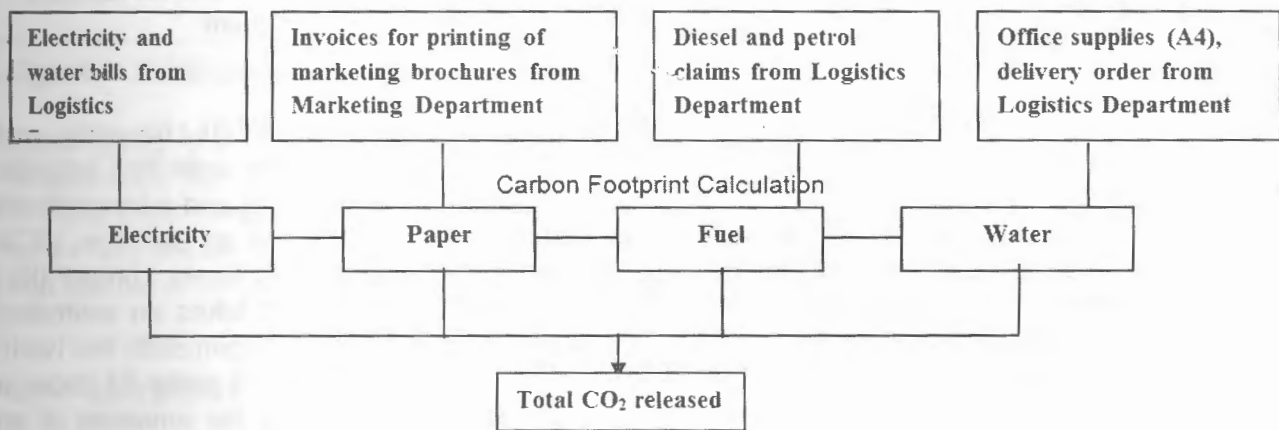 Electricity and
water bills from
Logistics
Invoices for printing of
marketing brochures from
Marketing Department
Diesel and petrol
claims from Logistics
Department
Office supplies (A4),
delivery order from
Logistics Department
Carbon Footprint Calculation
Electricity
Paper
Fuel
Water
Total CO₂ released